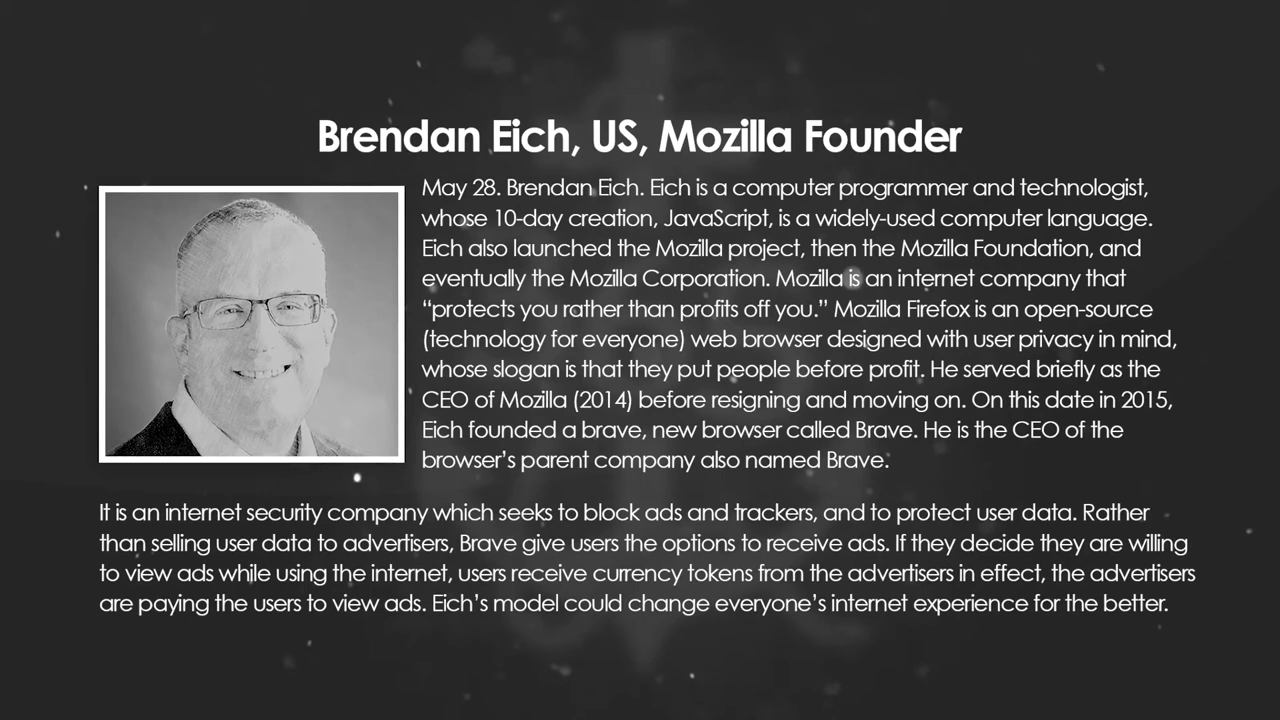 Brendan Eich, US, Mozilla Founder
May 28. Brendan Eich. Eich is a computer programmer and technologist,
whose 10-day creation, JavaScript, is a widely-used computer language.
Eich also launched the Mozilla project, then the Mozilla Foundation, and
eventually the Mozilla Corporation. Mozilla is an internet company that
“protects you rather than profits off you.” Mozilla Firefox is an open-source
(technology for everyone) web browser designed with user privacy in mind,
whose slogan is that they put people before profit. He served briefly as the
CEO of Mozilla (2014) before resigning and moving on. On this date in 2015,
Eich founded a brave, new browser called Brave. He is the CEO of the
browser’s parent company also named Brave.
It is an internet security company which seeks to block ads and trackers, and to protect user data. Rather
than selling user data to advertisers, Brave give users the options to receive ads. If they decide they are willing
to view ads while using the internet, users receive currency tokens from the advertisers in effect, the advertisers
are paying the users to view ads. Eich’s model could change everyone’s internet experience for the better.